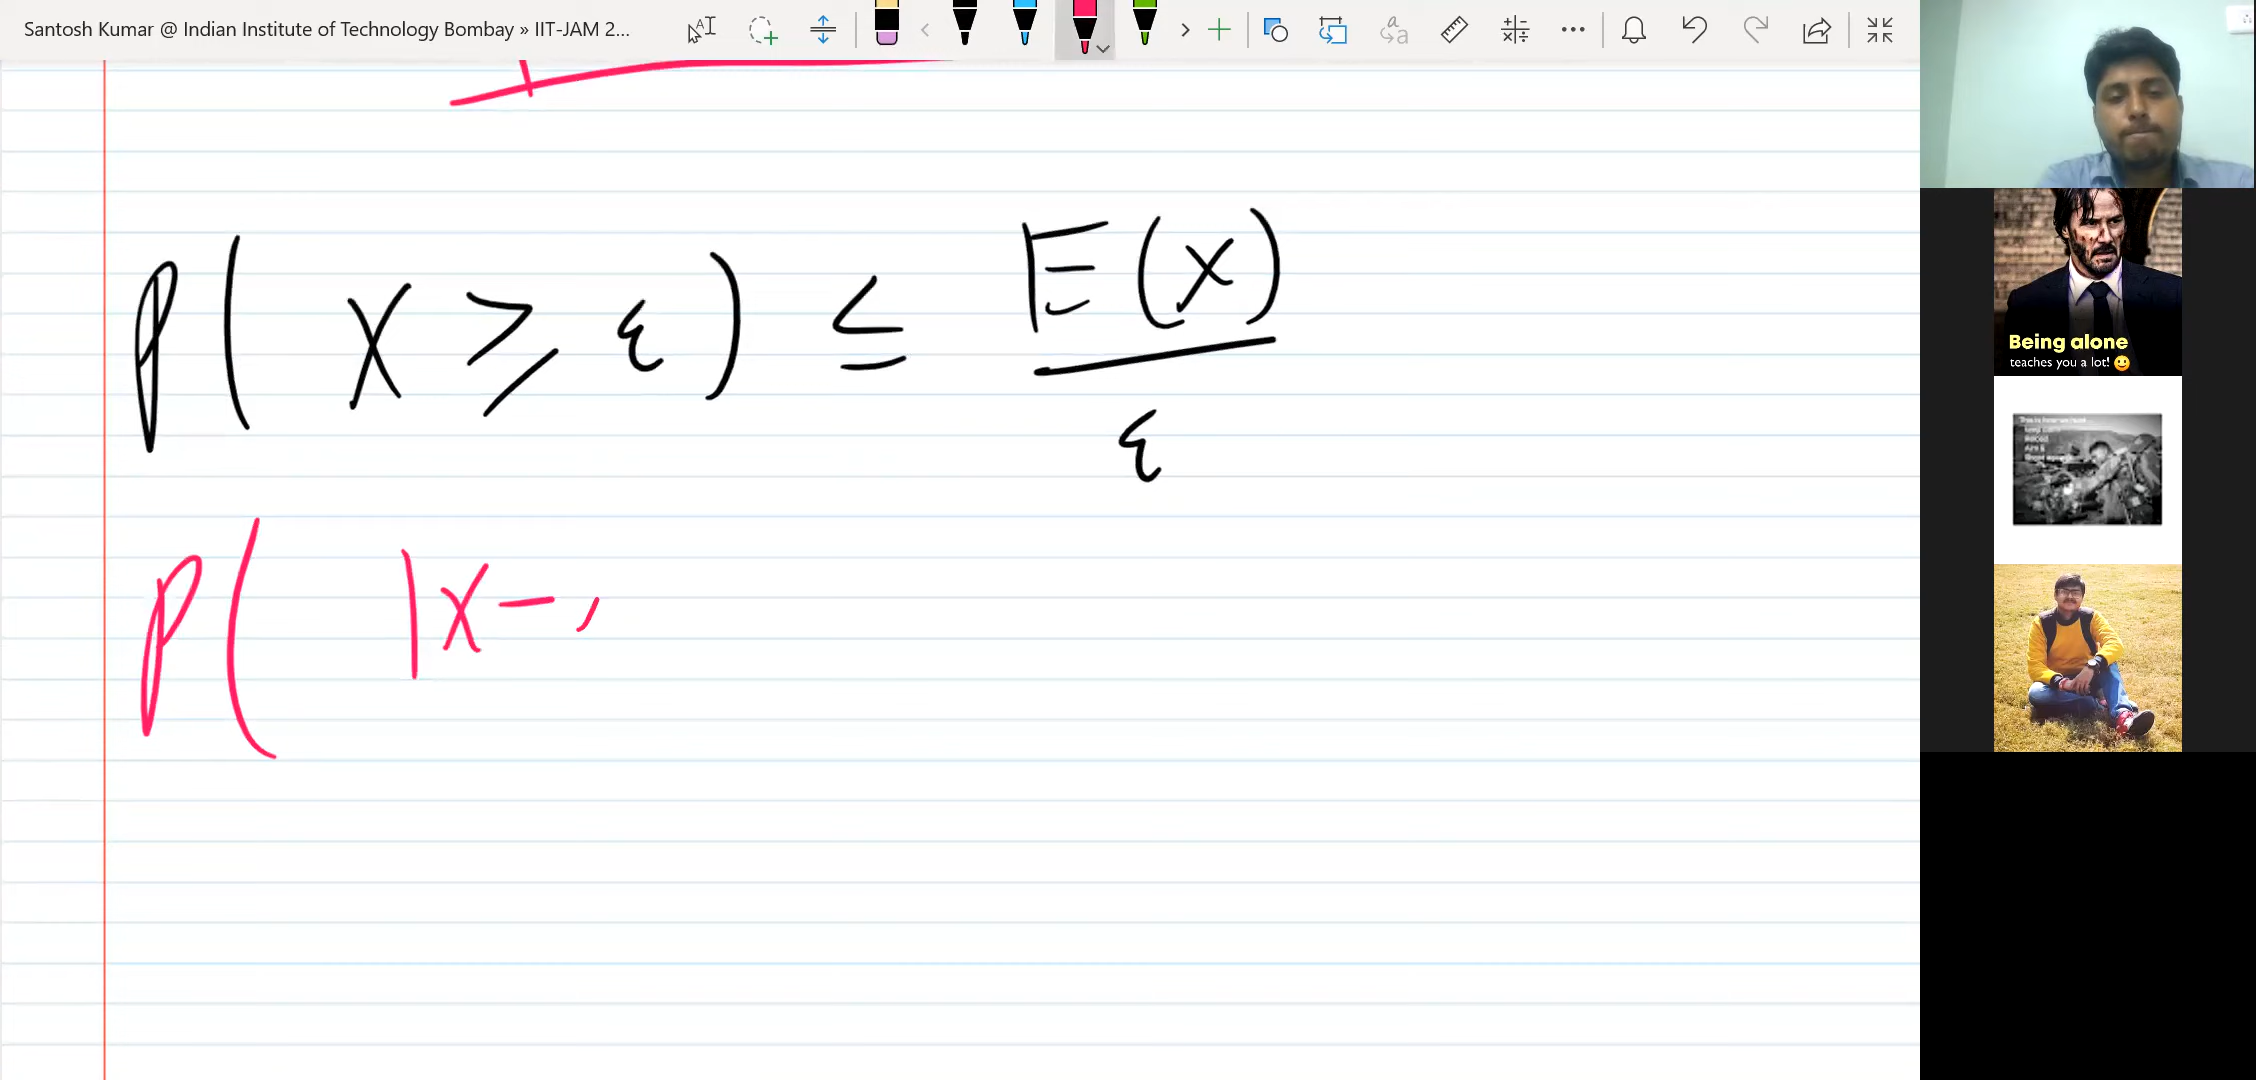 Santosh Kumar @ Indian Institute of Technology Bombay » IIT-JAM 2...
P( X ⩾ ε ) ≤ E(X) / ε
P( |X-
Being alone
teaches you a lot! 😀